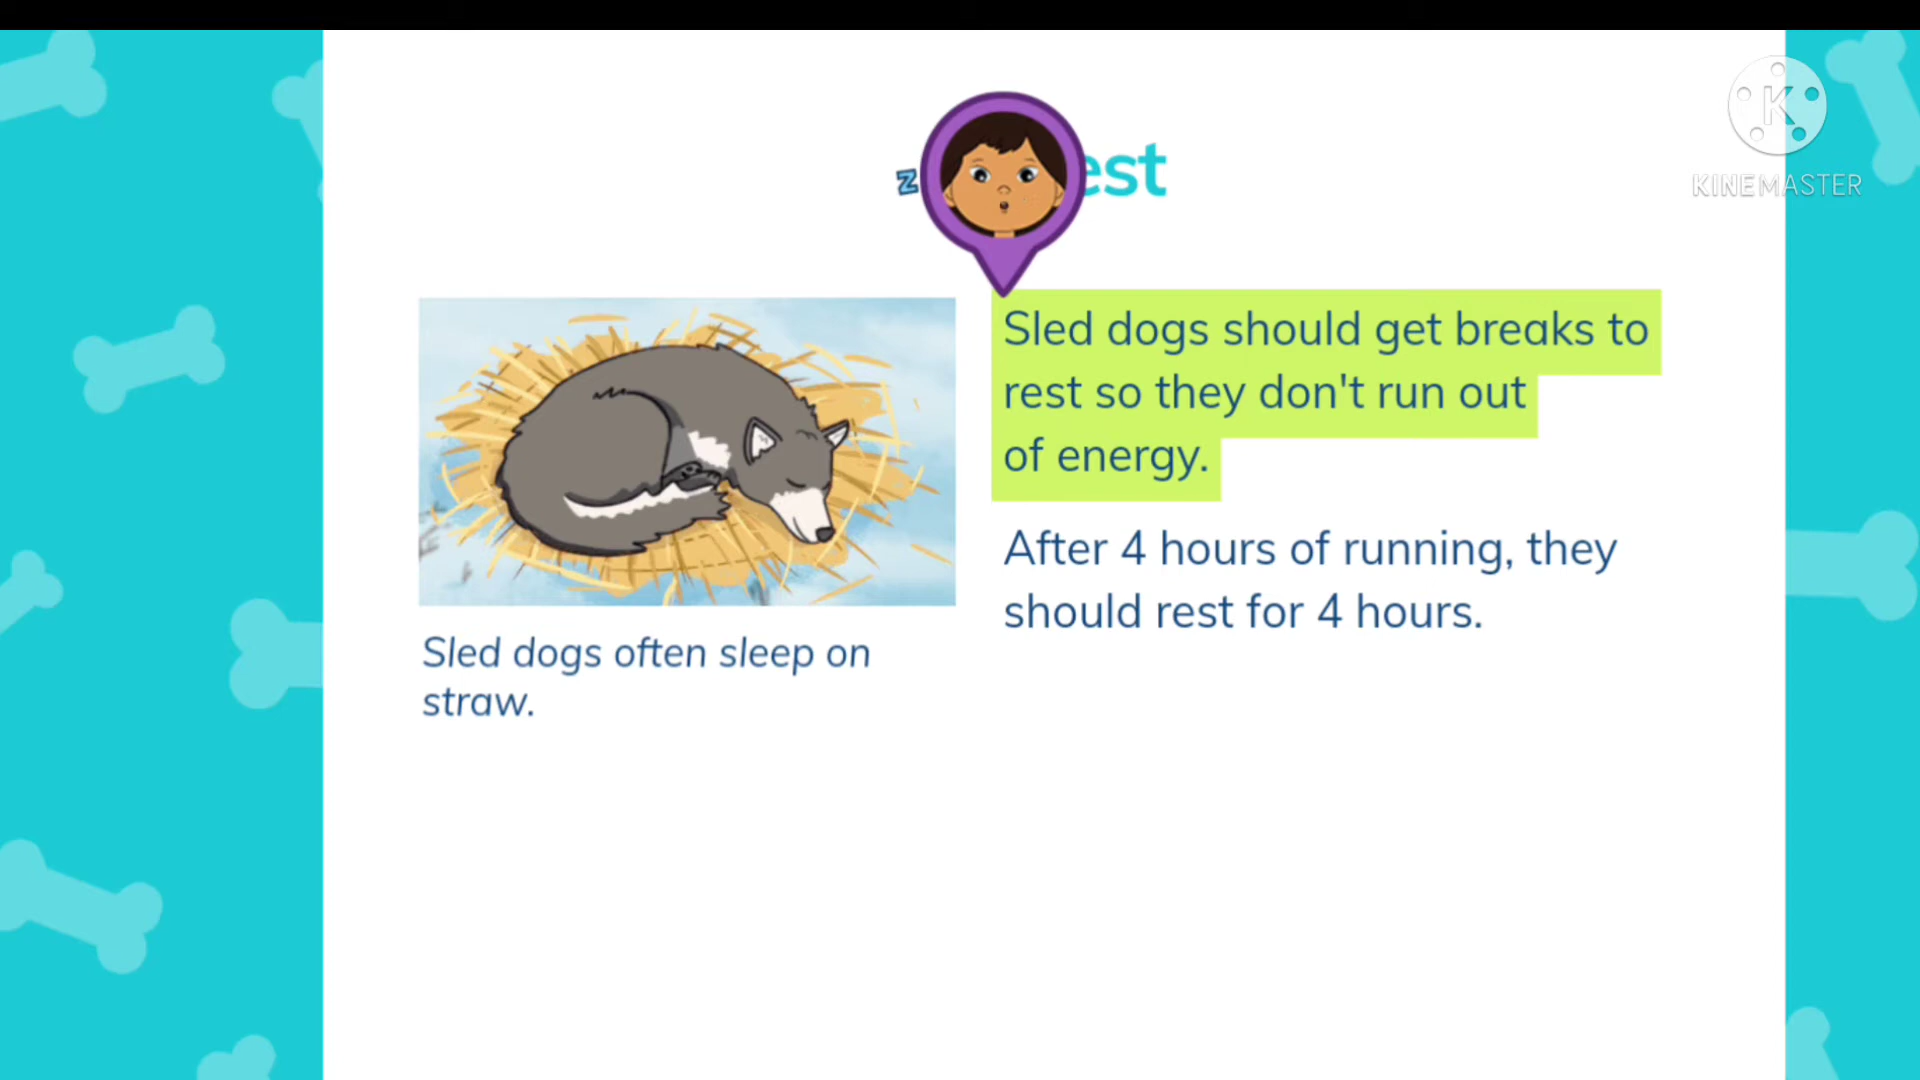 z
est
KINEMASTER
Sled dogs should get breaks to
rest so they don't run out
of energy.
After 4 hours of running, they
should rest for 4 hours.
Sled dogs often sleep on
straw.